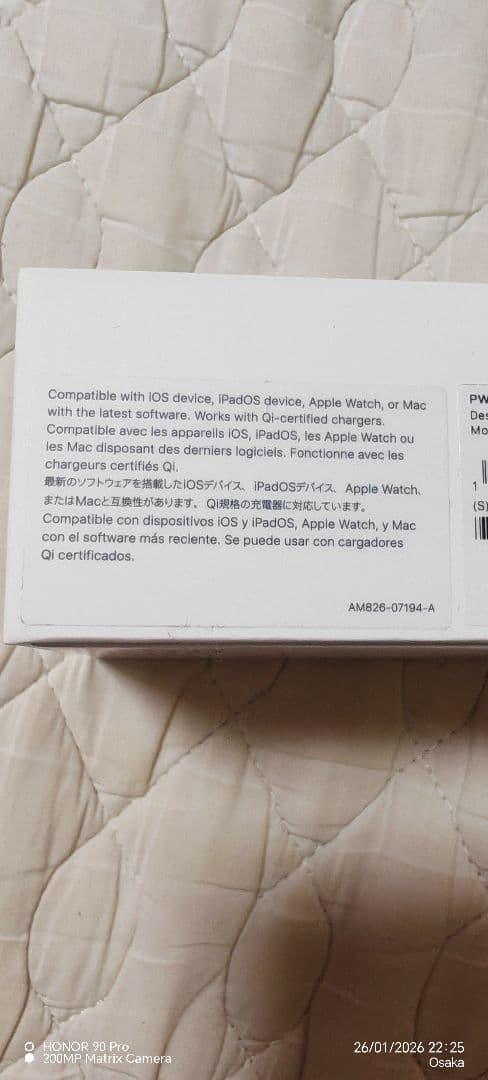 Compatible with iOS device, iPadOS device, Apple Watch, or Mac
with the latest software. Works with Qi-certified chargers.
Compatible avec les appareils iOS, iPadOS, les Apple Watch ou
les Mac disposant des derniers logiciels. Fonctionne avec les
chargeurs certifiés Qi.
最新のソフトウェアを搭載したiOSデバイス、iPadOSデバイス、Apple Watch、
またはMacと互換性があります。Qi規格の充電器に対応しています。
Compatible con dispositivos iOS y iPadOS, Apple Watch, y Mac
con el software más reciente. Se puede usar con cargadores
Qi certificados.
AM826-07194-A
PW
Des
Mo
1
(S)
HONOR 90 Pro
200MP Matrix Camera
26/01/2026 22:25
Osaka